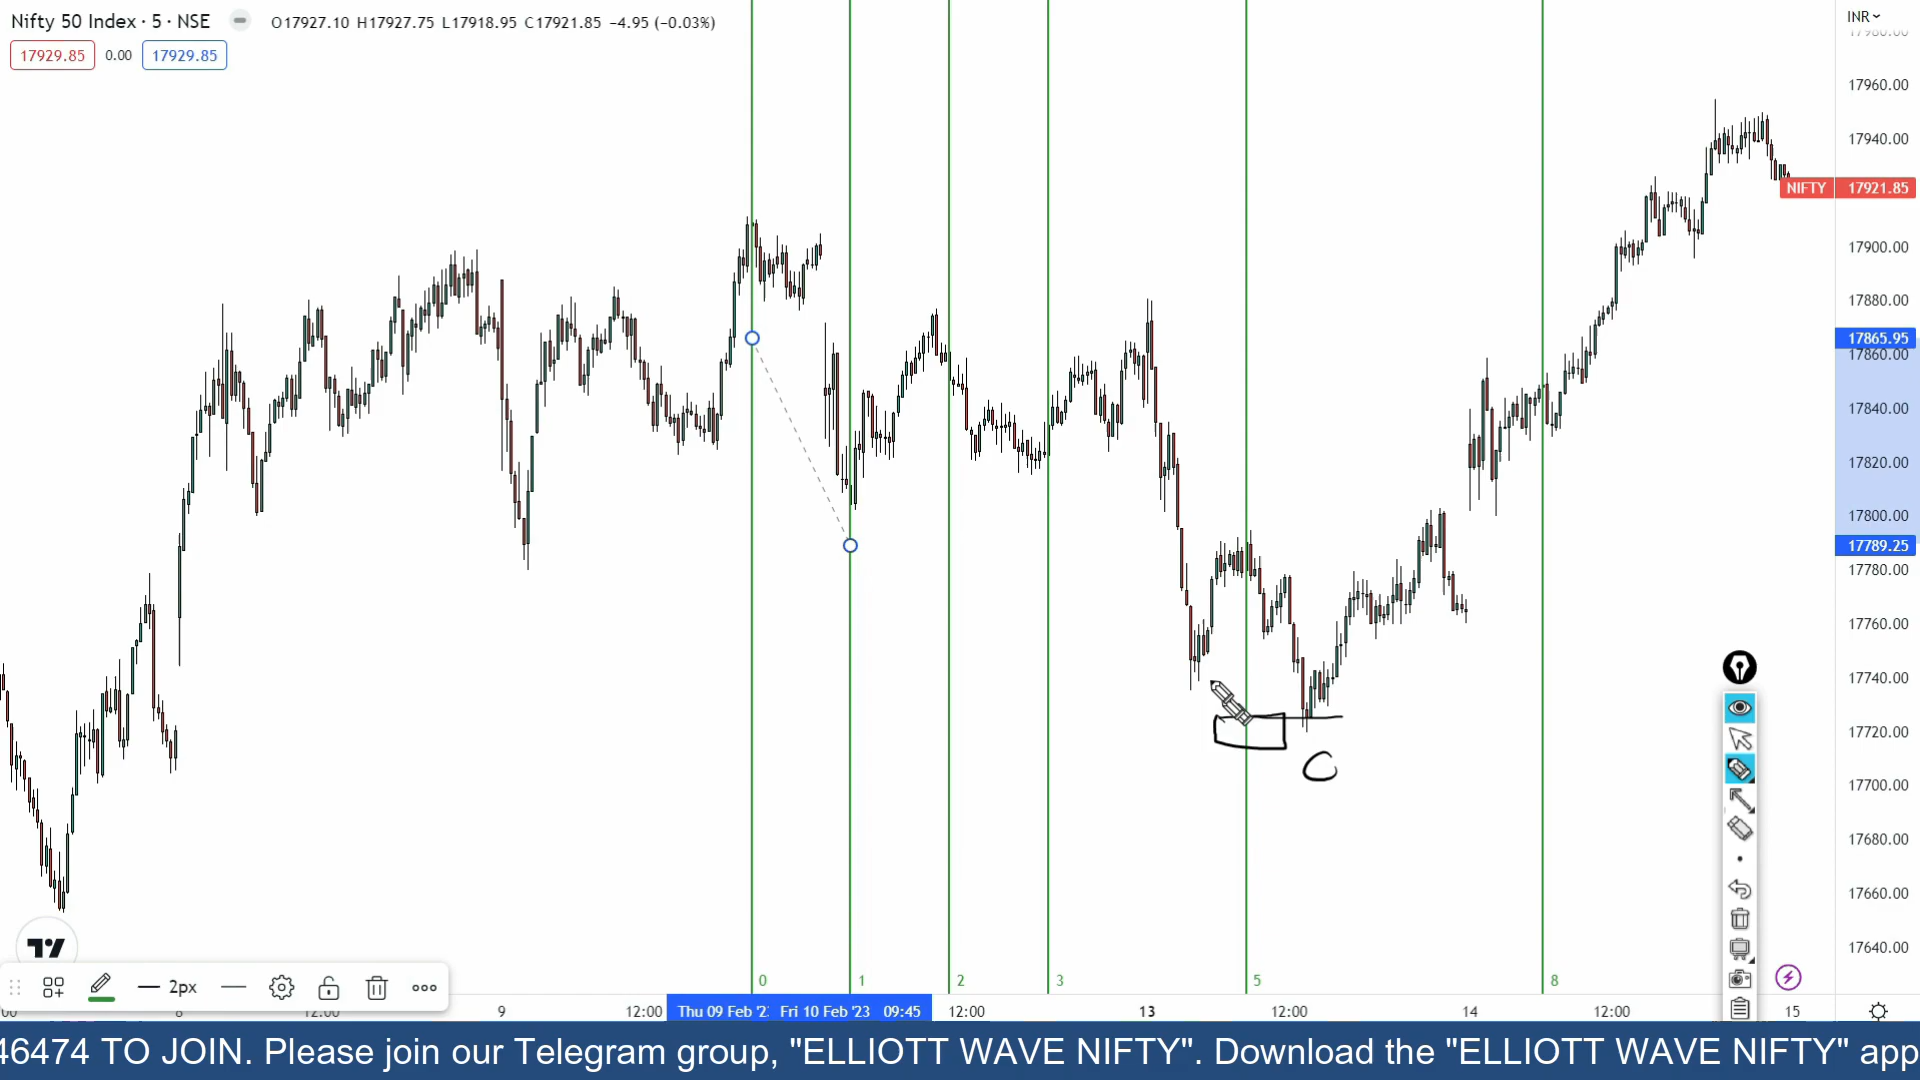 Nifty 50 Index · 5 · NSE O17927.10 H17927.75 L17918.95 C17921.85 −4.95 (−0.03%)
17929.85 0.00 17929.85
INR
17980.00
17960.00
17940.00
NIFTY 17921.85
17900.00
17880.00
17865.95
17860.00
17840.00
17820.00
17800.00
17789.25
17780.00
17760.00
17740.00
17720.00
17700.00
17680.00
17660.00
17640.00
C
0 1 2 3 5 8
2px
8 12:00 9 12:00 Thu 09 Feb '2 Fri 10 Feb '23 09:45 12:00 13 12:00 14 12:00 15
46474 TO JOIN. Please join our Telegram group, "ELLIOTT WAVE NIFTY". Download the "ELLIOTT WAVE NIFTY" app